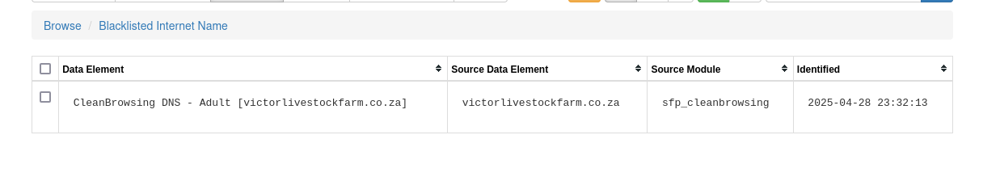 Browse / Blacklisted Internet Name
Data Element Source Data Element Source Module Identified
CleanBrowsing DNS - Adult [victorlivestockfarm.co.za] victorlivestockfarm.co.za sfp_cleanbrowsing 2025-04-28 23:32:13